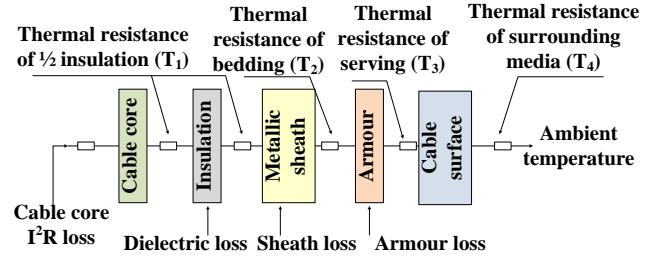 Thermal resistance
of ½ insulation (T₁)
Thermal
resistance of
bedding (T₂)
Thermal
resistance of
serving (T₃)
Thermal resistance
of surrounding
media (T₄)
Cable core
Insulation
Metallic
sheath
Armour
Cable
surface
Ambient
temperature
Cable core
I²R loss
Dielectric loss
Sheath loss
Armour loss